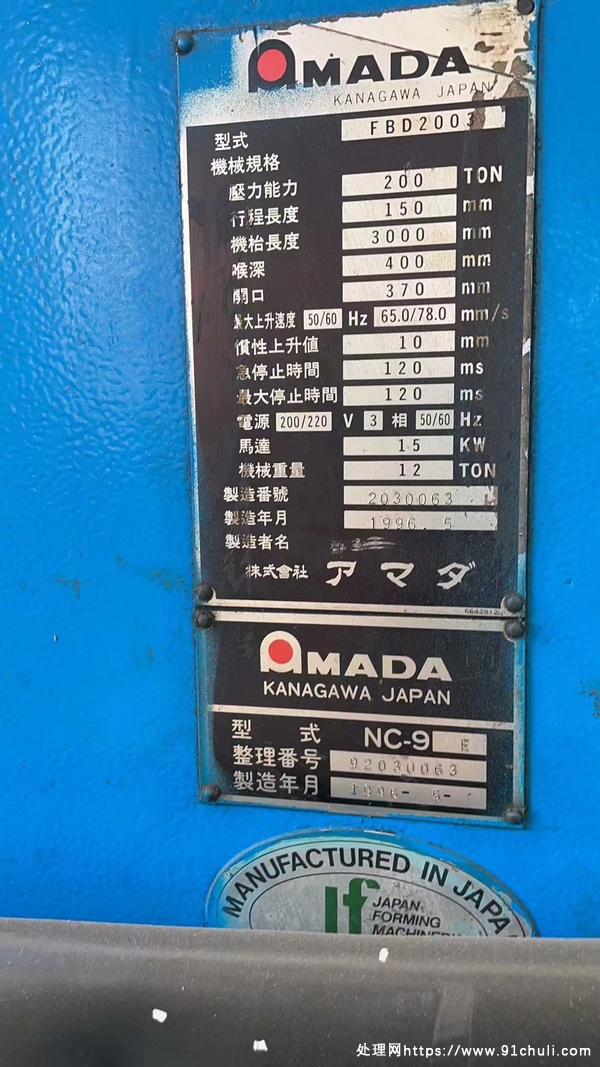 AMADA
KANAGAWA JAPAN
型式 FBD2003
機械規格
壓力能力 200 TON
行程長度 150 mm
機枱長度 3000 mm
喉深 400 mm
開口 370 mm
最大上升速度 50/60 Hz 65.0/78.0 mm/s
慣性上升値 10 mm
急停止時間 120 ms
最大停止時間 120 ms
電源 200/220 V 3 相 50/60 Hz
馬達 15 KW
機械重量 12 TON
製造番號 2030063
製造年月 1996. 5
製造者名
株式會社 アマダ
6642912
AMADA
KANAGAWA JAPAN
型式 NC-9 E
整理番号 92030063
製造年月 1996- 5-
MANUFACTURED IN JAPA
JAPAN
FORMING
MACHINERY
处理网https://www.91chuli.com